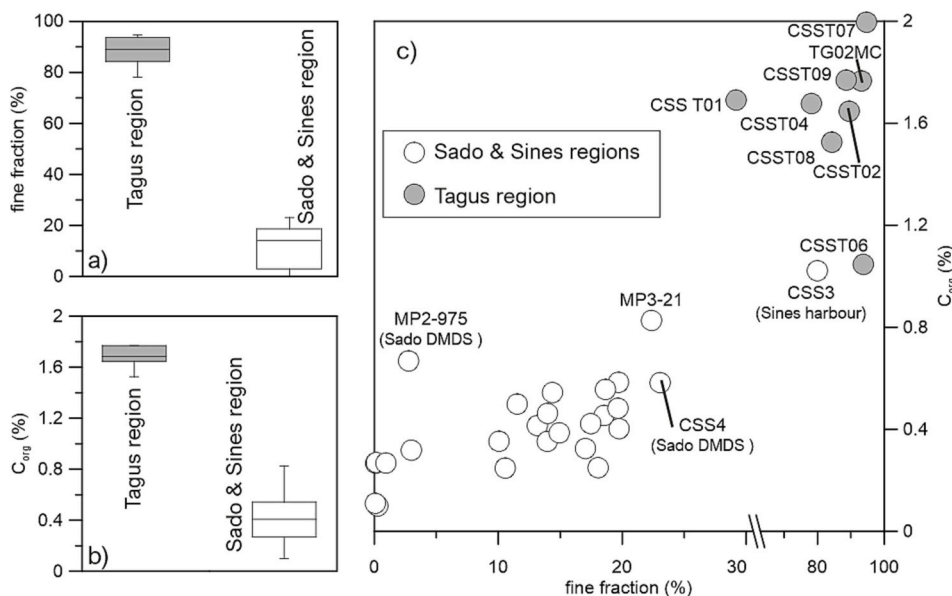 a)
100
80
60
40
20
0
fine fraction (%)
Tagus region
Sado & Sines region
b)
2
1.6
1.2
0.8
0.4
0
C org (%)
Tagus region
Sado & Sines region
c)
CSST07
TG02MC
CSST09
CSS T01
CSST04
CSST08
CSST02
Sado & Sines regions
Tagus region
CSST06
CSS3
(Sines harbour)
MP3-21
MP2-975
(Sado DMDS )
CSS4
(Sado DMDS )
2
1.6
1.2
0.8
0.4
0
C org (%)
0 10 20 30 80 90 100
fine fraction (%)